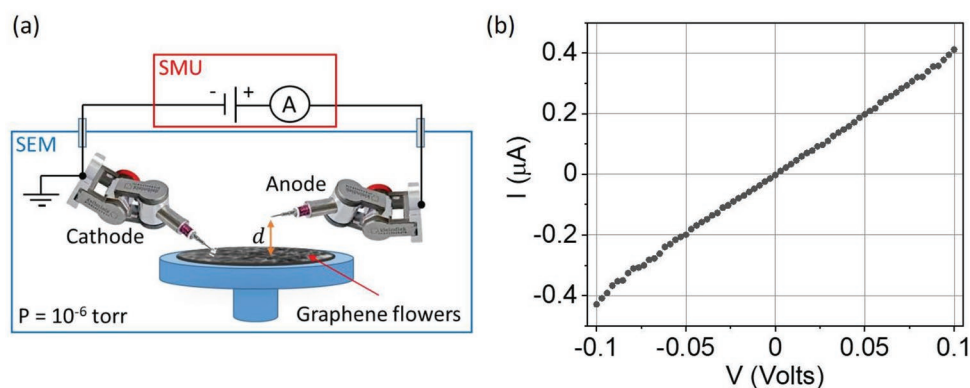 (a)
SMU
- +
A
SEM
Anode
Cathode
d
P = 10⁻⁶ torr
Graphene flowers
(b)
0.4
0.2
0
-0.2
-0.4
I (μA)
-0.1 -0.05 0 0.05 0.1
V (Volts)